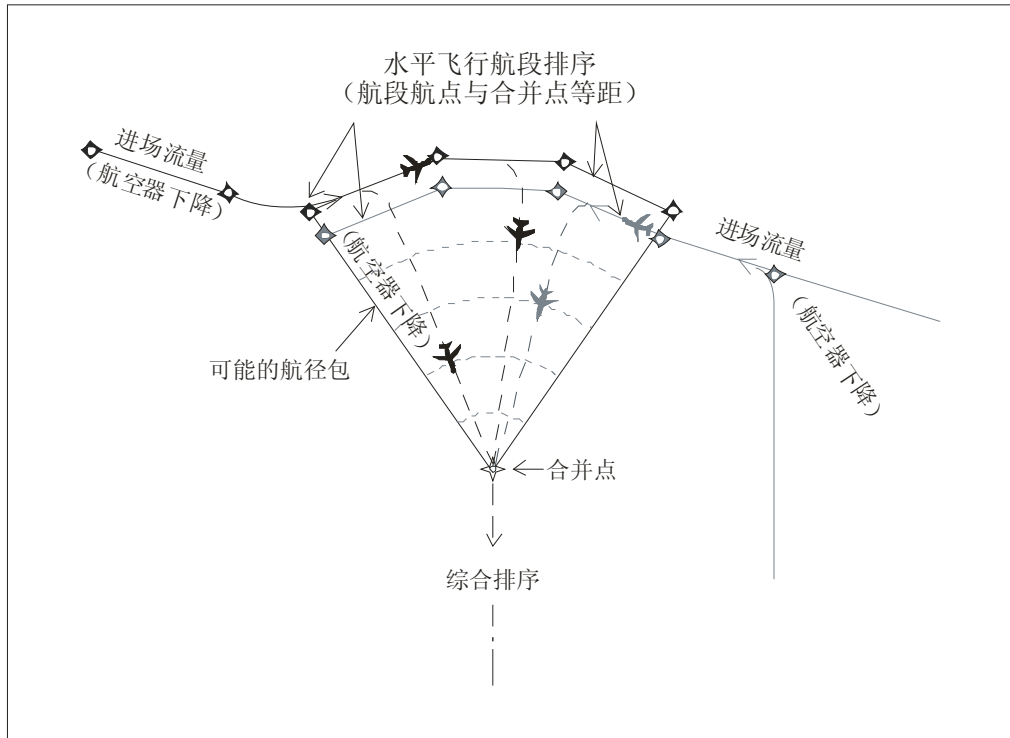 水平飞行航段排序
（航段航点与合并点等距）
进场流量
（航空器下降）
进场流量
（航空器下降）
（航空器下降）
可能的航径包
合并点
综合排序